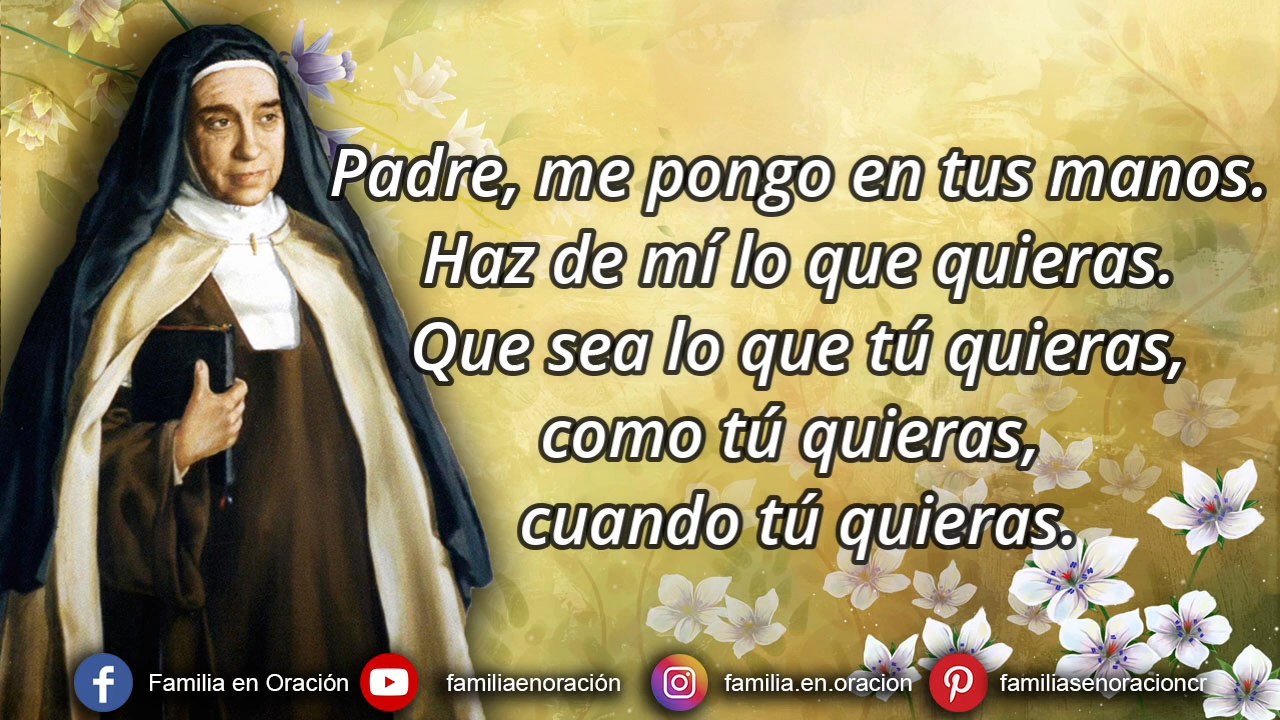 Padre, me pongo en tus manos.
Haz de mí lo que quieras.
Que sea lo que tú quieras,
como tú quieras,
cuando tú quieras.
Familia en Oración
familiaenoración
familia.en.oracion
familiasenoracioncr